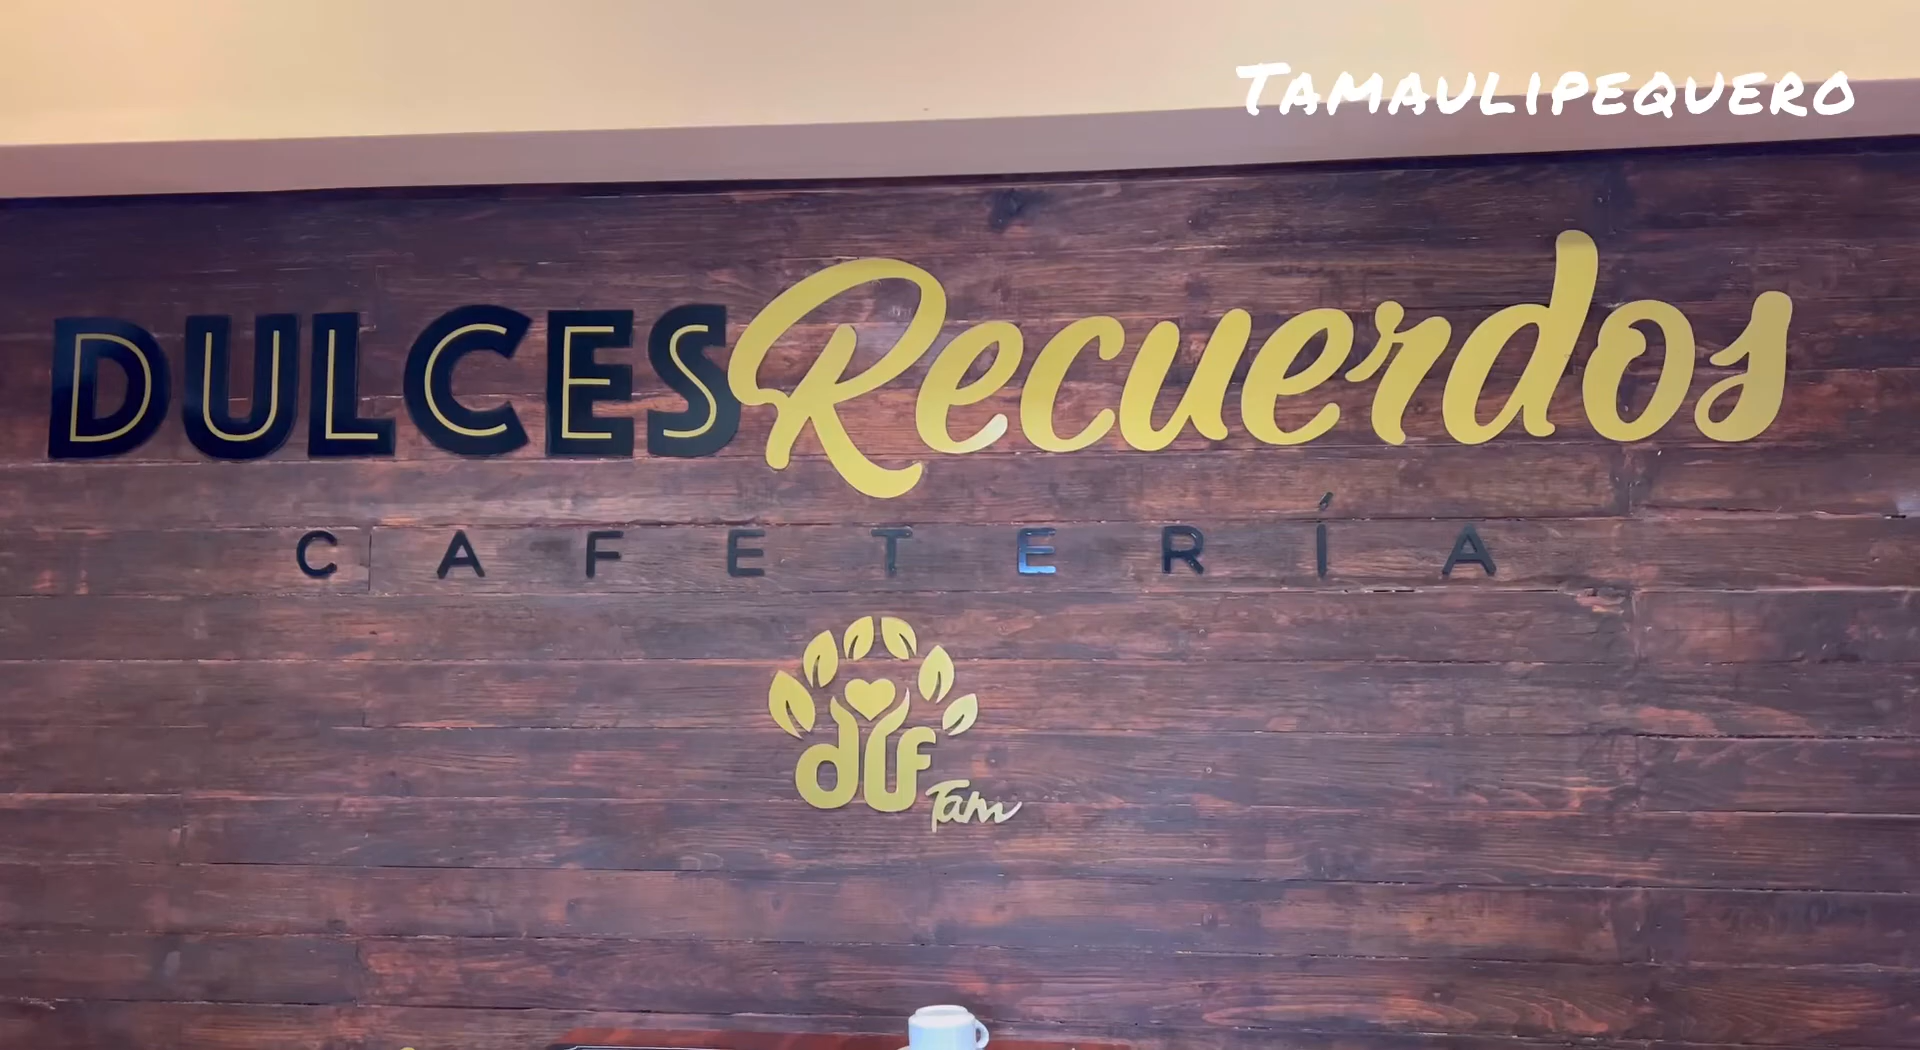 TAMAULIPEQUERO
DULCES Recuerdos
CAFETERÍA
dif
Tam